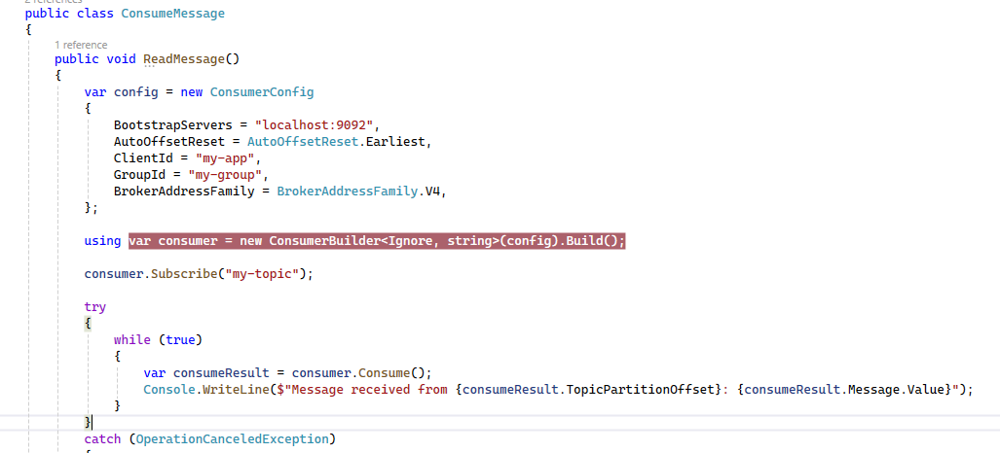 2 references
public class ConsumeMessage
{
1 reference
public void ReadMessage()
{
var config = new ConsumerConfig
{
BootstrapServers = "localhost:9092",
AutoOffsetReset = AutoOffsetReset.Earliest,
ClientId = "my-app",
GroupId = "my-group",
BrokerAddressFamily = BrokerAddressFamily.V4,
};
using var consumer = new ConsumerBuilder<Ignore, string>(config).Build();
consumer.Subscribe("my-topic");
try
{
while (true)
{
var consumeResult = consumer.Consume();
Console.WriteLine($"Message received from {consumeResult.TopicPartitionOffset}: {consumeResult.Message.Value}");
}
}
catch (OperationCanceledException)
{